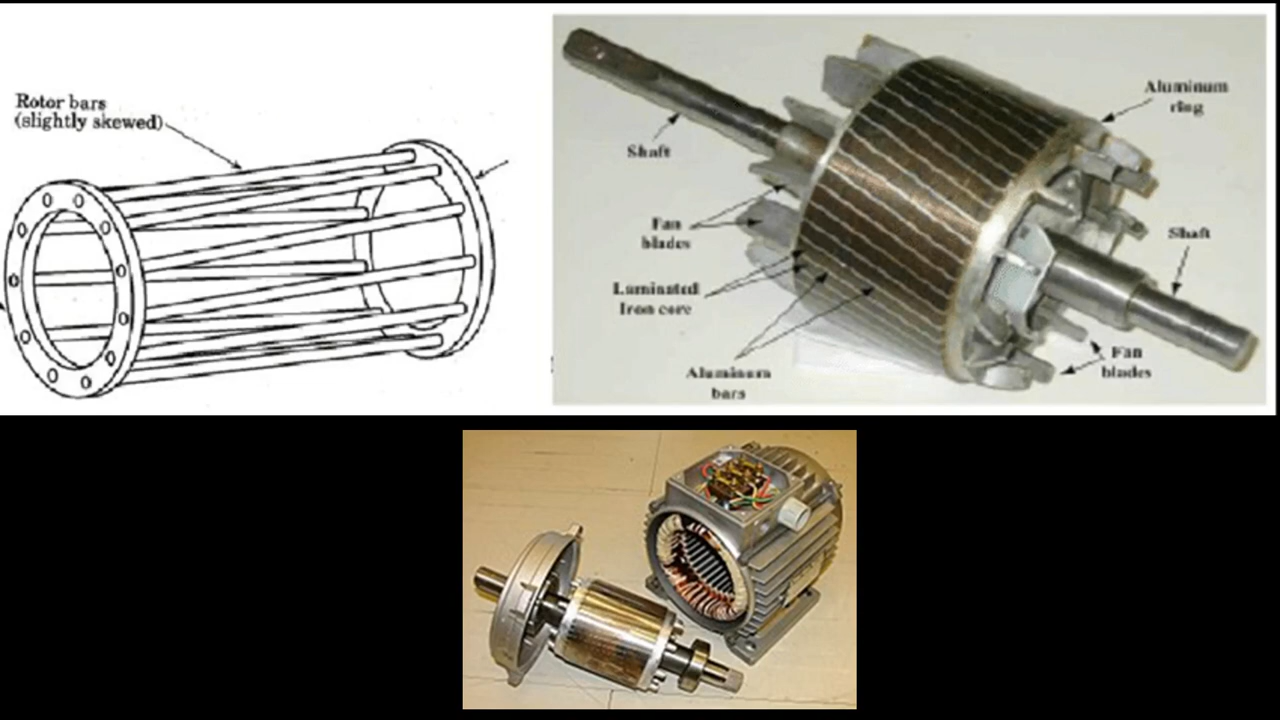 Rotor bars
(slightly skewed)
Aluminum
ring
Shaft
Fan
blades
Shaft
Laminated
Iron core
Fan
blades
Aluminum
bars